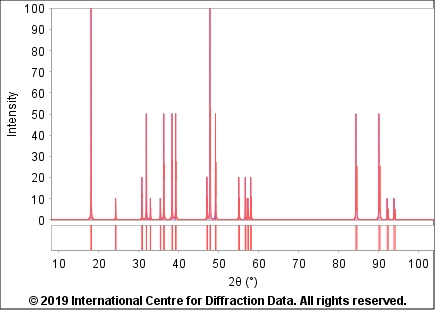 100
90
80
70
60
50
40
30
20
10
0
Intensity
10 20 30 40 50 60 70 80 90 100
2θ (°)
© 2019 International Centre for Diffraction Data. All rights reserved.